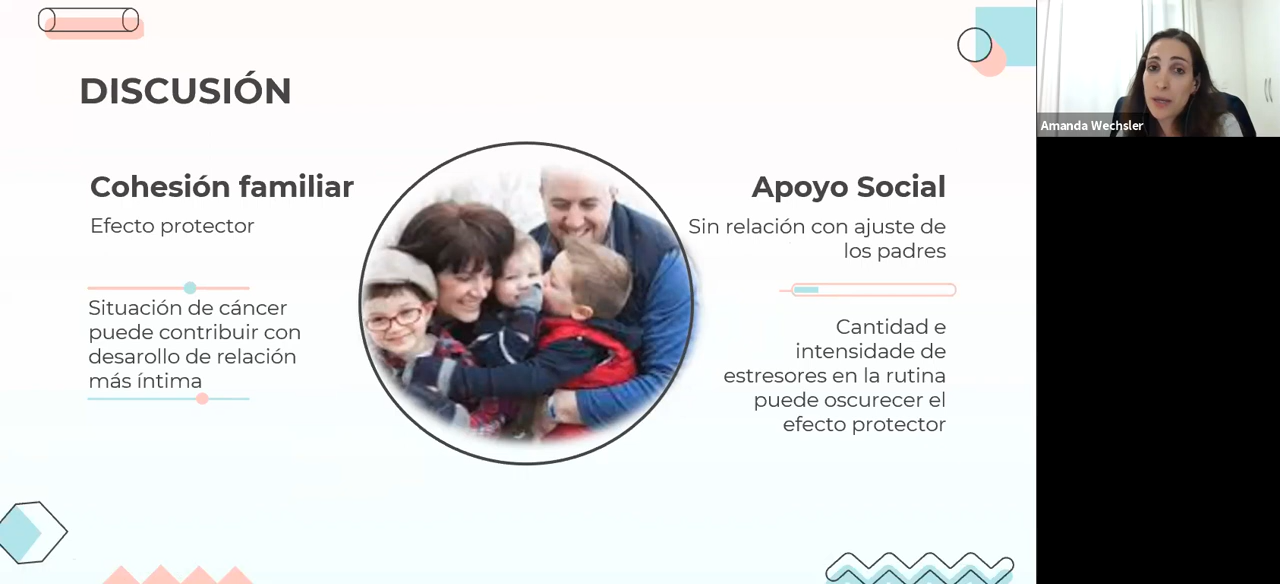 DISCUSIÓN
Cohesión familiar
Efecto protector
Situación de cáncer
puede contribuir con
desarollo de relación
más íntima
Apoyo Social
Sin relación con ajuste de
los padres
Cantidad e
intensidade de
estresores en la rutina
puede oscurecer el
efecto protector
Amanda Wechsler